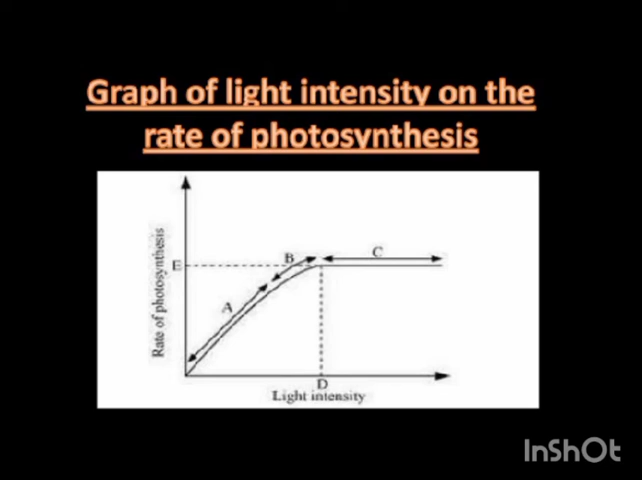 Graph of light intensity on the
rate of photosynthesis
Rate of photosynthesis
E
A
B
C
D
Light intensity
InShOt